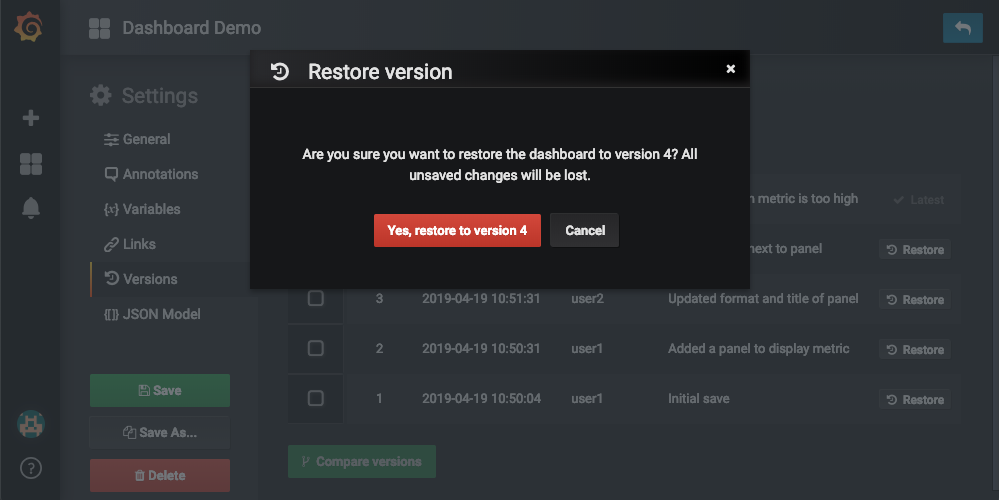 Dashboard Demo
Restore version
Are you sure you want to restore the dashboard to version 4? All
unsaved changes will be lost.
Yes, restore to version 4
Cancel
Settings
General
Annotations
{x} Variables
Links
Versions
{[]} JSON Model
Save
Save As...
Delete
metric is too high Latest
next to panel Restore
3 2019-04-19 10:51:31 user2 Updated format and title of panel Restore
2 2019-04-19 10:50:31 user1 Added a panel to display metric Restore
1 2019-04-19 10:50:04 user1 Initial save Restore
Compare versions